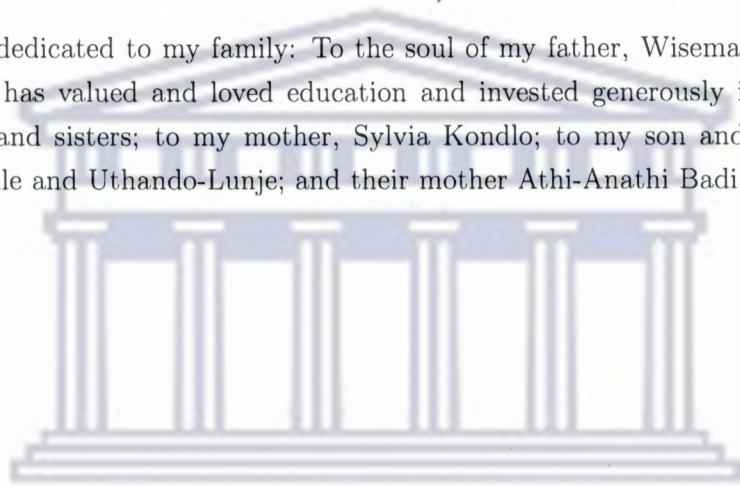 dedicated to my family: To the soul of my father,
has valued and loved education and invested generously
and sisters; to my mother, Sylvia Kondlo; to my son and
and Uthando-Lunje; and their mother Athi-Anathi Badi